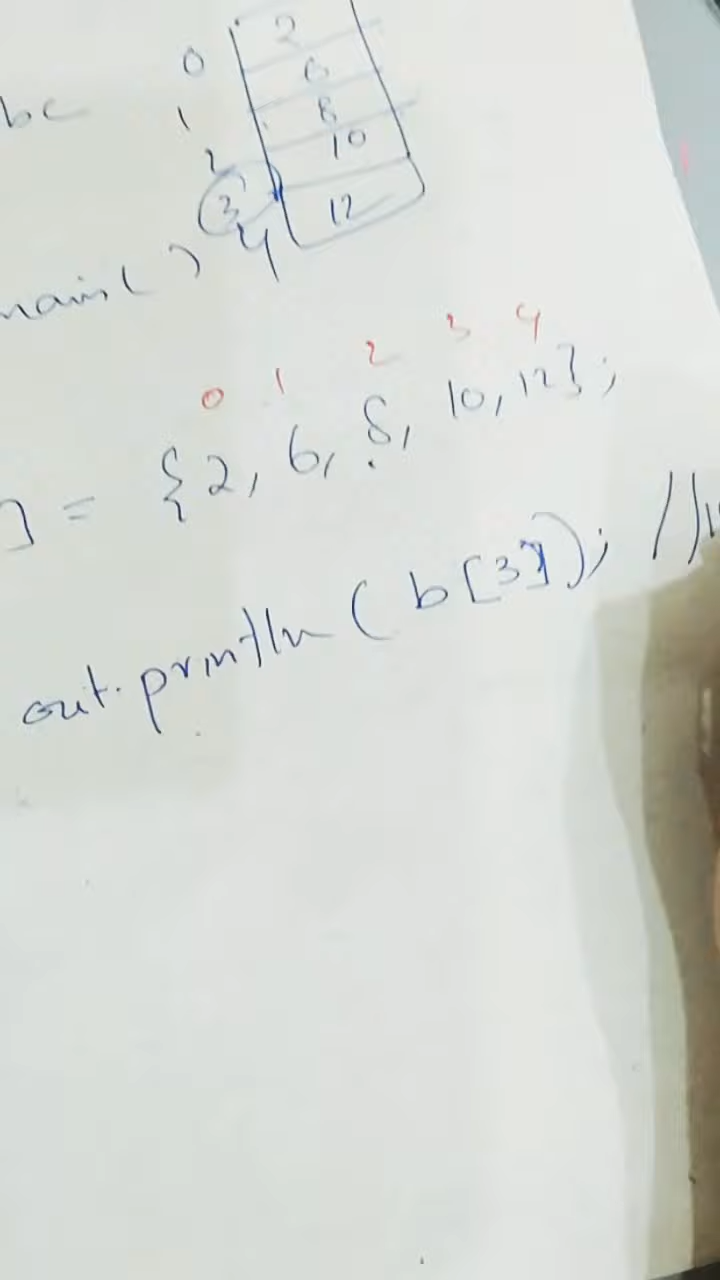 2
0 6
1 8
2 10
3
4 12
main( )
0 1 2 3 4
] = {2, 6, 8, 10, 12};
out.println ( b[3]); //